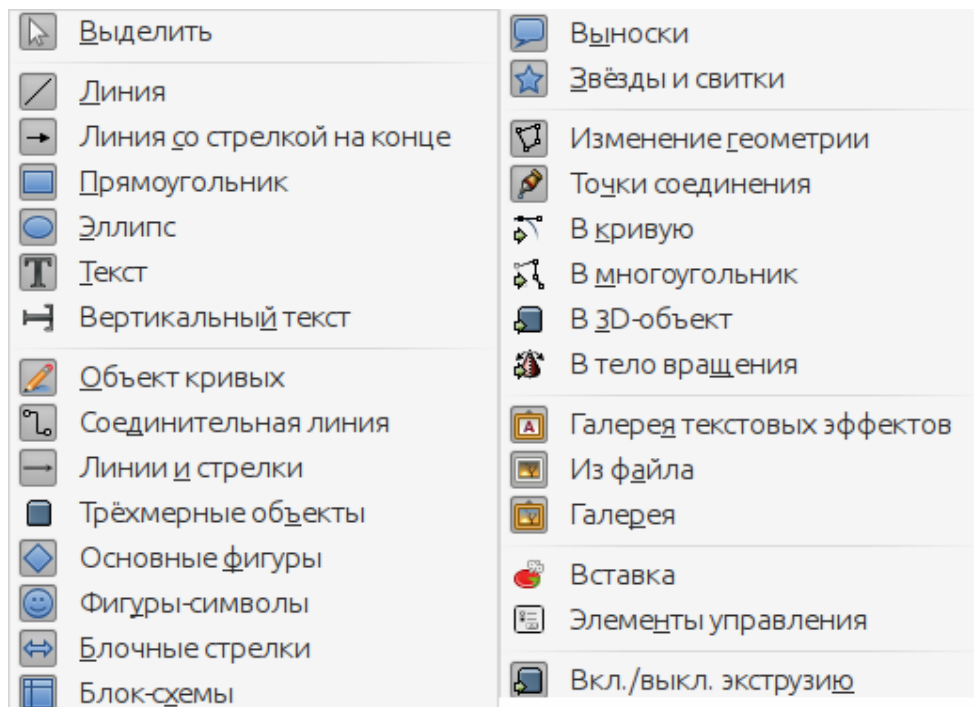 Выделить
Линия
Линия со стрелкой на конце
Прямоугольник
Эллипс
Текст
Вертикальный текст
Объект кривых
Соединительная линия
Линии и стрелки
Трёхмерные объекты
Основные фигуры
Фигуры-символы
Блочные стрелки
Блок-схемы
Выноски
Звёзды и свитки
Изменение геометрии
Точки соединения
В кривую
В многоугольник
В 3D-объект
В тело вращения
Галерея текстовых эффектов
Из файла
Галерея
Вставка
Элементы управления
Вкл./выкл. экструзию